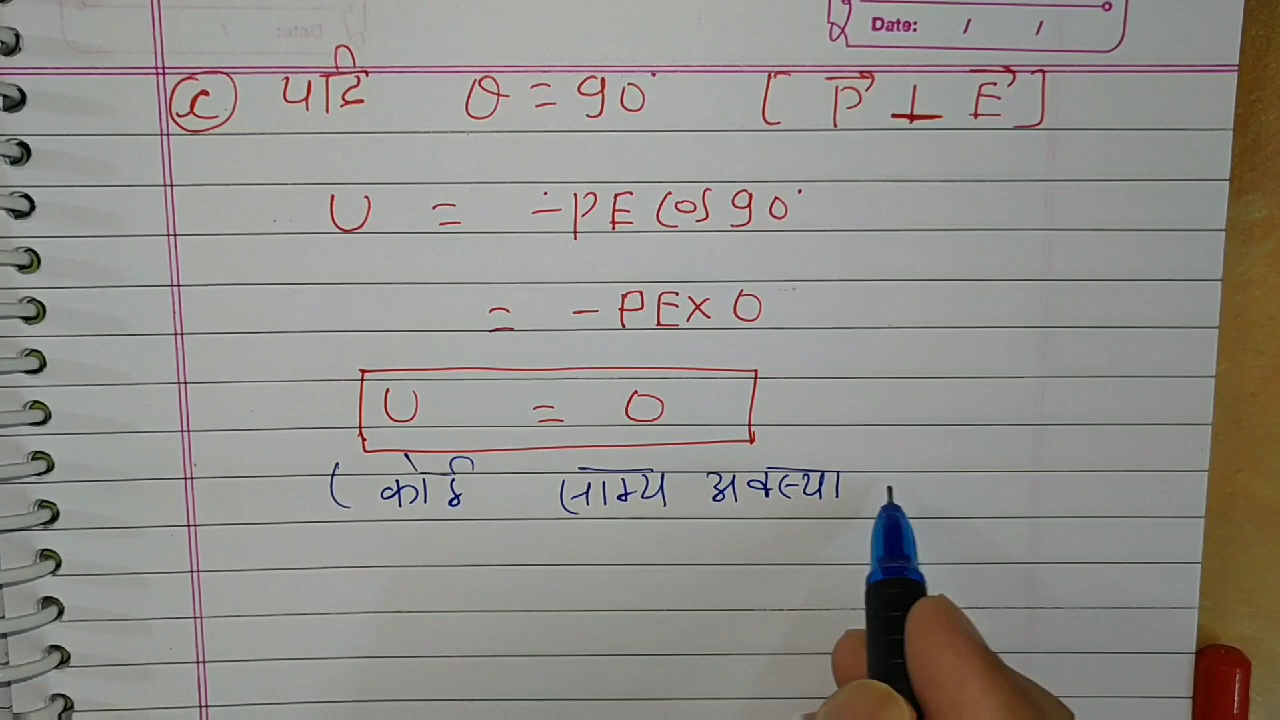 Date: / /
(c) यदि θ = 90° [ P⃗ ⊥ E⃗ ]
U = -PE Cos 90°
= -PE × 0
U = 0
( कोई साम्य अवस्था